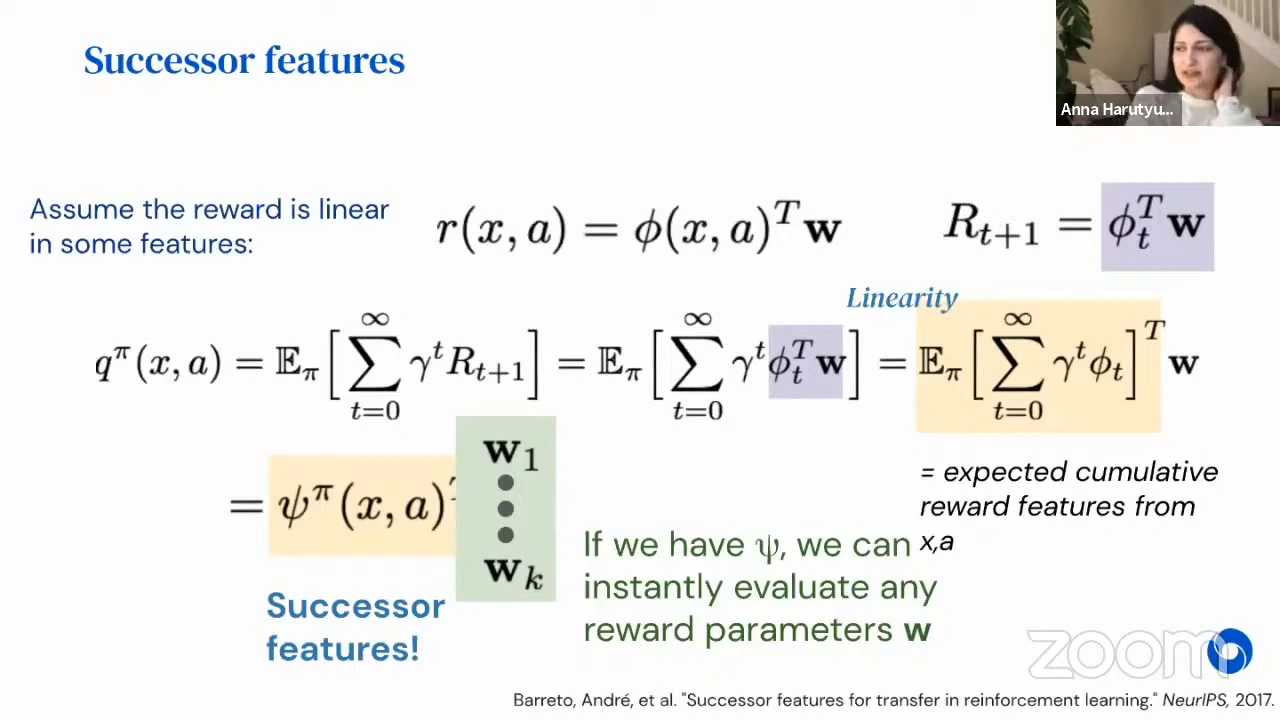 Successor features
Anna Harutyu...
Assume the reward is linear
in some features:
r(x, a) = ϕ(x, a)^T w
R_{t+1} = ϕ_t^T w
Linearity
q^π(x, a) = 𝔼_π[∑_{t=0}^∞ γ^t R_{t+1}] = 𝔼_π[∑_{t=0}^∞ γ^t ϕ_t^T w] = 𝔼_π[∑_{t=0}^∞ γ^t ϕ_t]^T w
= ψ^π(x, a)^T
w_1
w_k
= expected cumulative
reward features from
x,a
If we have ψ, we can
instantly evaluate any
reward parameters w
Successor
features!
zoom
Barreto, André, et al. "Successor features for transfer in reinforcement learning." NeurIPS, 2017.